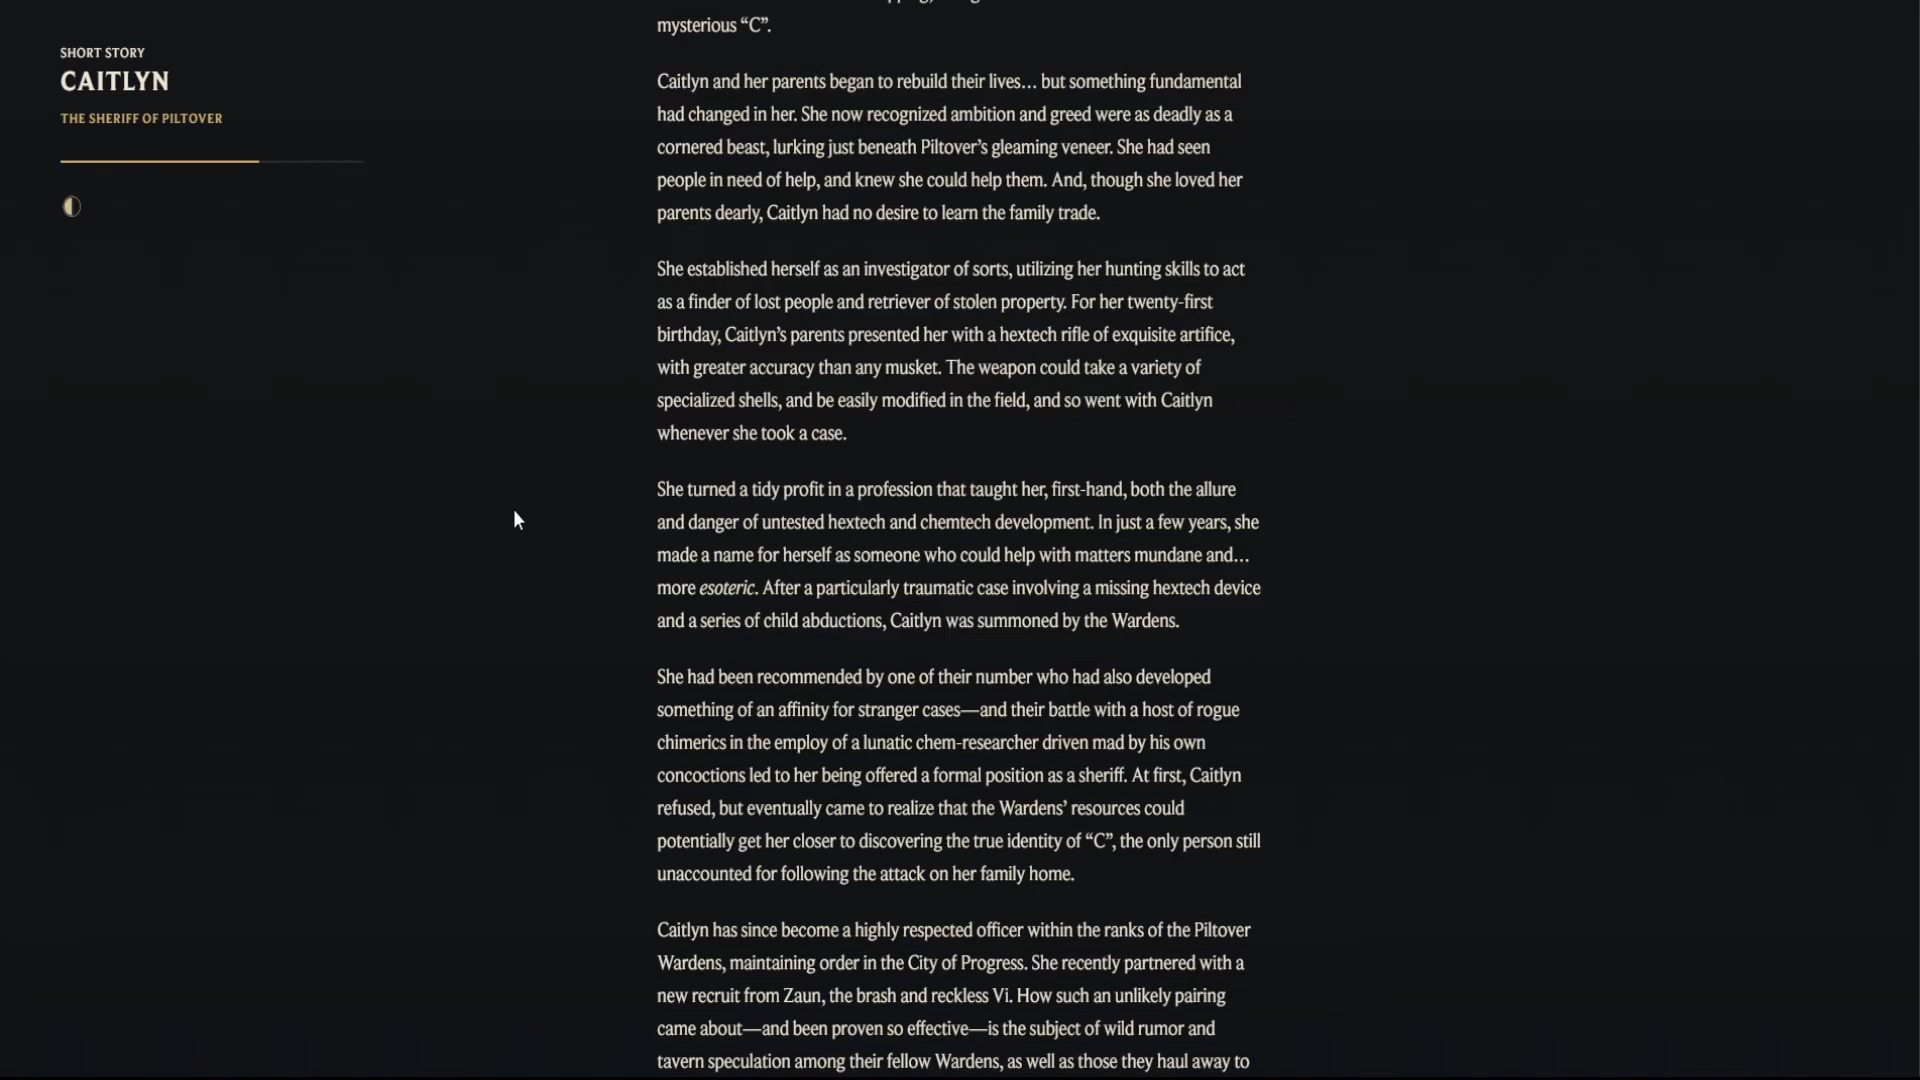 SHORT STORY
CAITLYN
THE SHERIFF OF PILTOVER
mysterious “C”.
Caitlyn and her parents began to rebuild their lives… but something fundamental
had changed in her. She now recognized ambition and greed were as deadly as a
cornered beast, lurking just beneath Piltover’s gleaming veneer. She had seen
people in need of help, and knew she could help them. And, though she loved her
parents dearly, Caitlyn had no desire to learn the family trade.
She established herself as an investigator of sorts, utilizing her hunting skills to act
as a finder of lost people and retriever of stolen property. For her twenty-first
birthday, Caitlyn’s parents presented her with a hextech rifle of exquisite artifice,
with greater accuracy than any musket. The weapon could take a variety of
specialized shells, and be easily modified in the field, and so went with Caitlyn
whenever she took a case.
She turned a tidy profit in a profession that taught her, first-hand, both the allure
and danger of untested hextech and chemtech development. In just a few years, she
made a name for herself as someone who could help with matters mundane and…
more esoteric. After a particularly traumatic case involving a missing hextech device
and a series of child abductions, Caitlyn was summoned by the Wardens.
She had been recommended by one of their number who had also developed
something of an affinity for stranger cases—and their battle with a host of rogue
chimerics in the employ of a lunatic chem-researcher driven mad by his own
concoctions led to her being offered a formal position as a sheriff. At first, Caitlyn
refused, but eventually came to realize that the Wardens’ resources could
potentially get her closer to discovering the true identity of “C”, the only person still
unaccounted for following the attack on her family home.
Caitlyn has since become a highly respected officer within the ranks of the Piltover
Wardens, maintaining order in the City of Progress. She recently partnered with a
new recruit from Zaun, the brash and reckless Vi. How such an unlikely pairing
came about—and been proven so effective—is the subject of wild rumor and
tavern speculation among their fellow Wardens, as well as those they haul away to